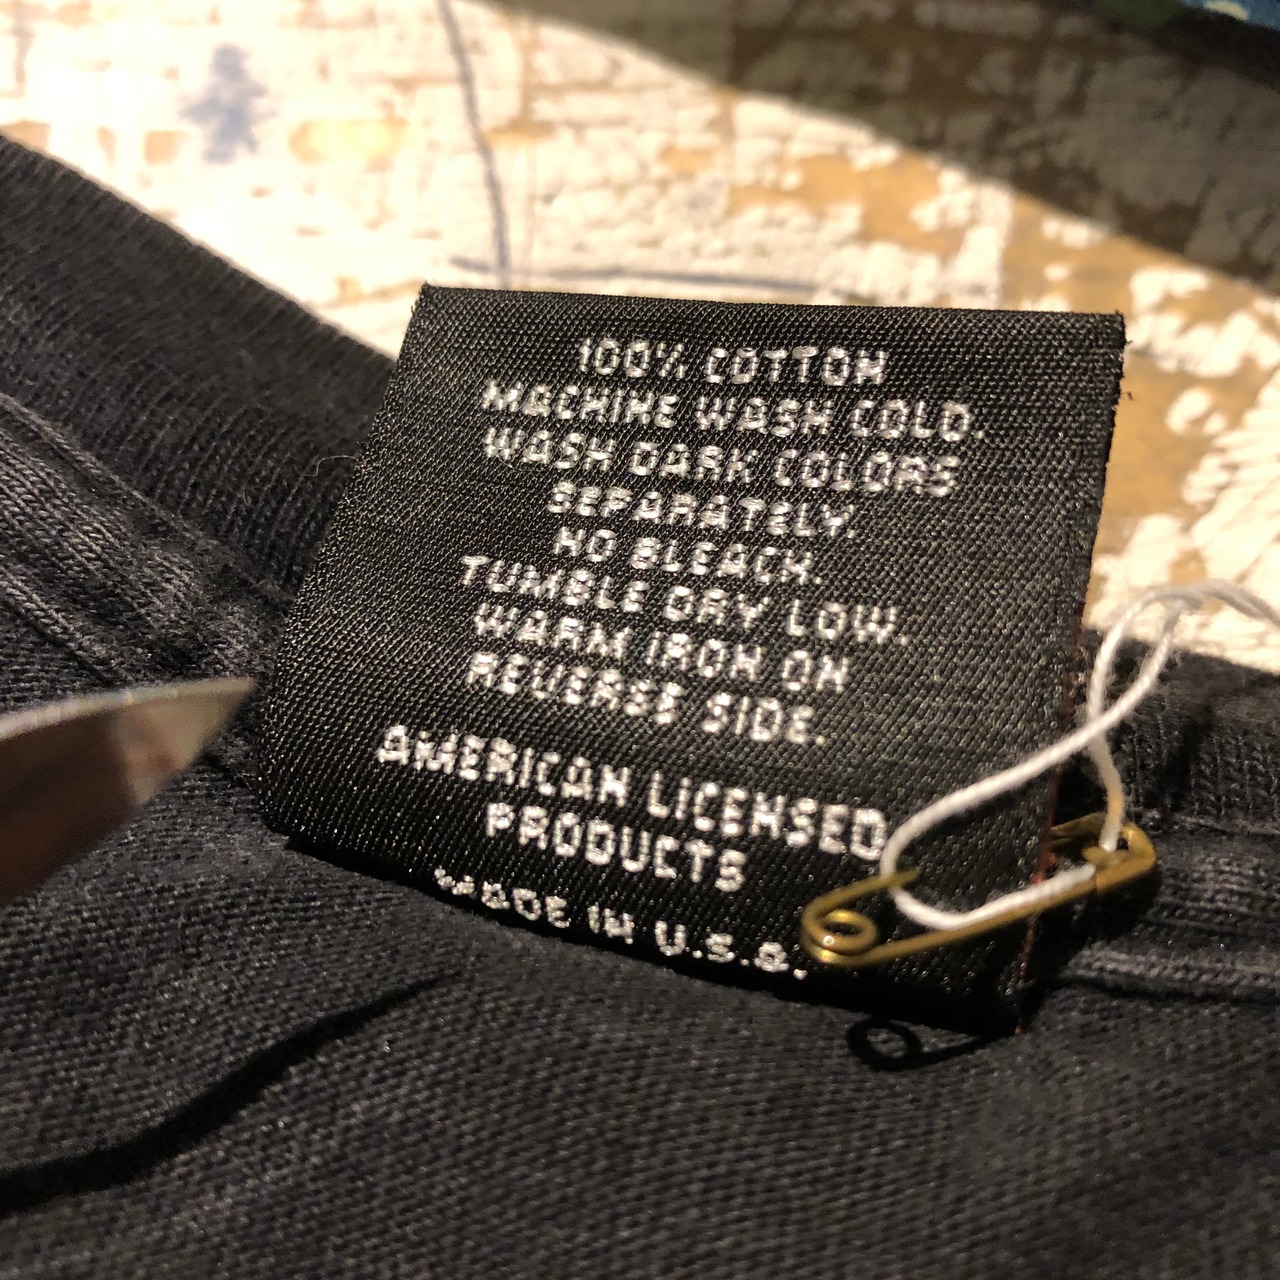 100% COTTON
MACHINE WASH COLD.
WASH DARK COLORS
SEPARATELY.
NO BLEACH.
TUMBLE DRY LOW.
WARM IRON ON
REVERSE SIDE.
AMERICAN LICENSED
PRODUCTS
MADE IN U.S.A.